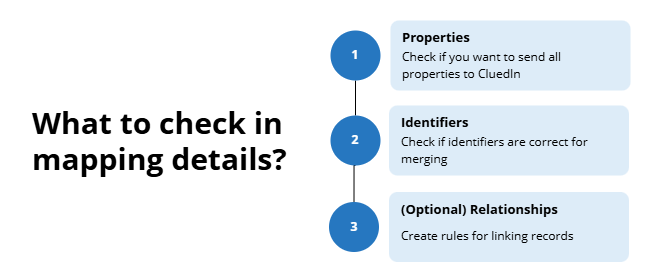 What to check in
mapping details?
1
Properties
Check if you want to send all
properties to CluedIn
2
Identifiers
Check if identifiers are correct for
merging
3
(Optional) Relationships
Create rules for linking records